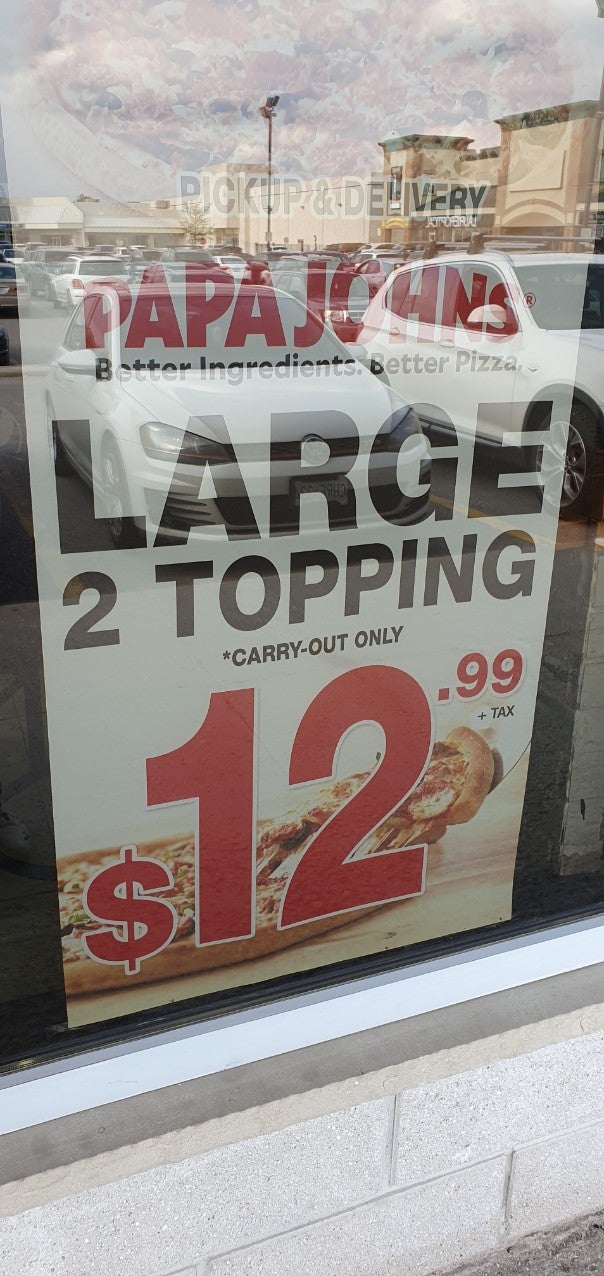 PICKUP & DELIVERY
PAPA JOHNS®
Better Ingredients. Better Pizza.
LARGE
2 TOPPING
*CARRY-OUT ONLY
$12.99
+ TAX